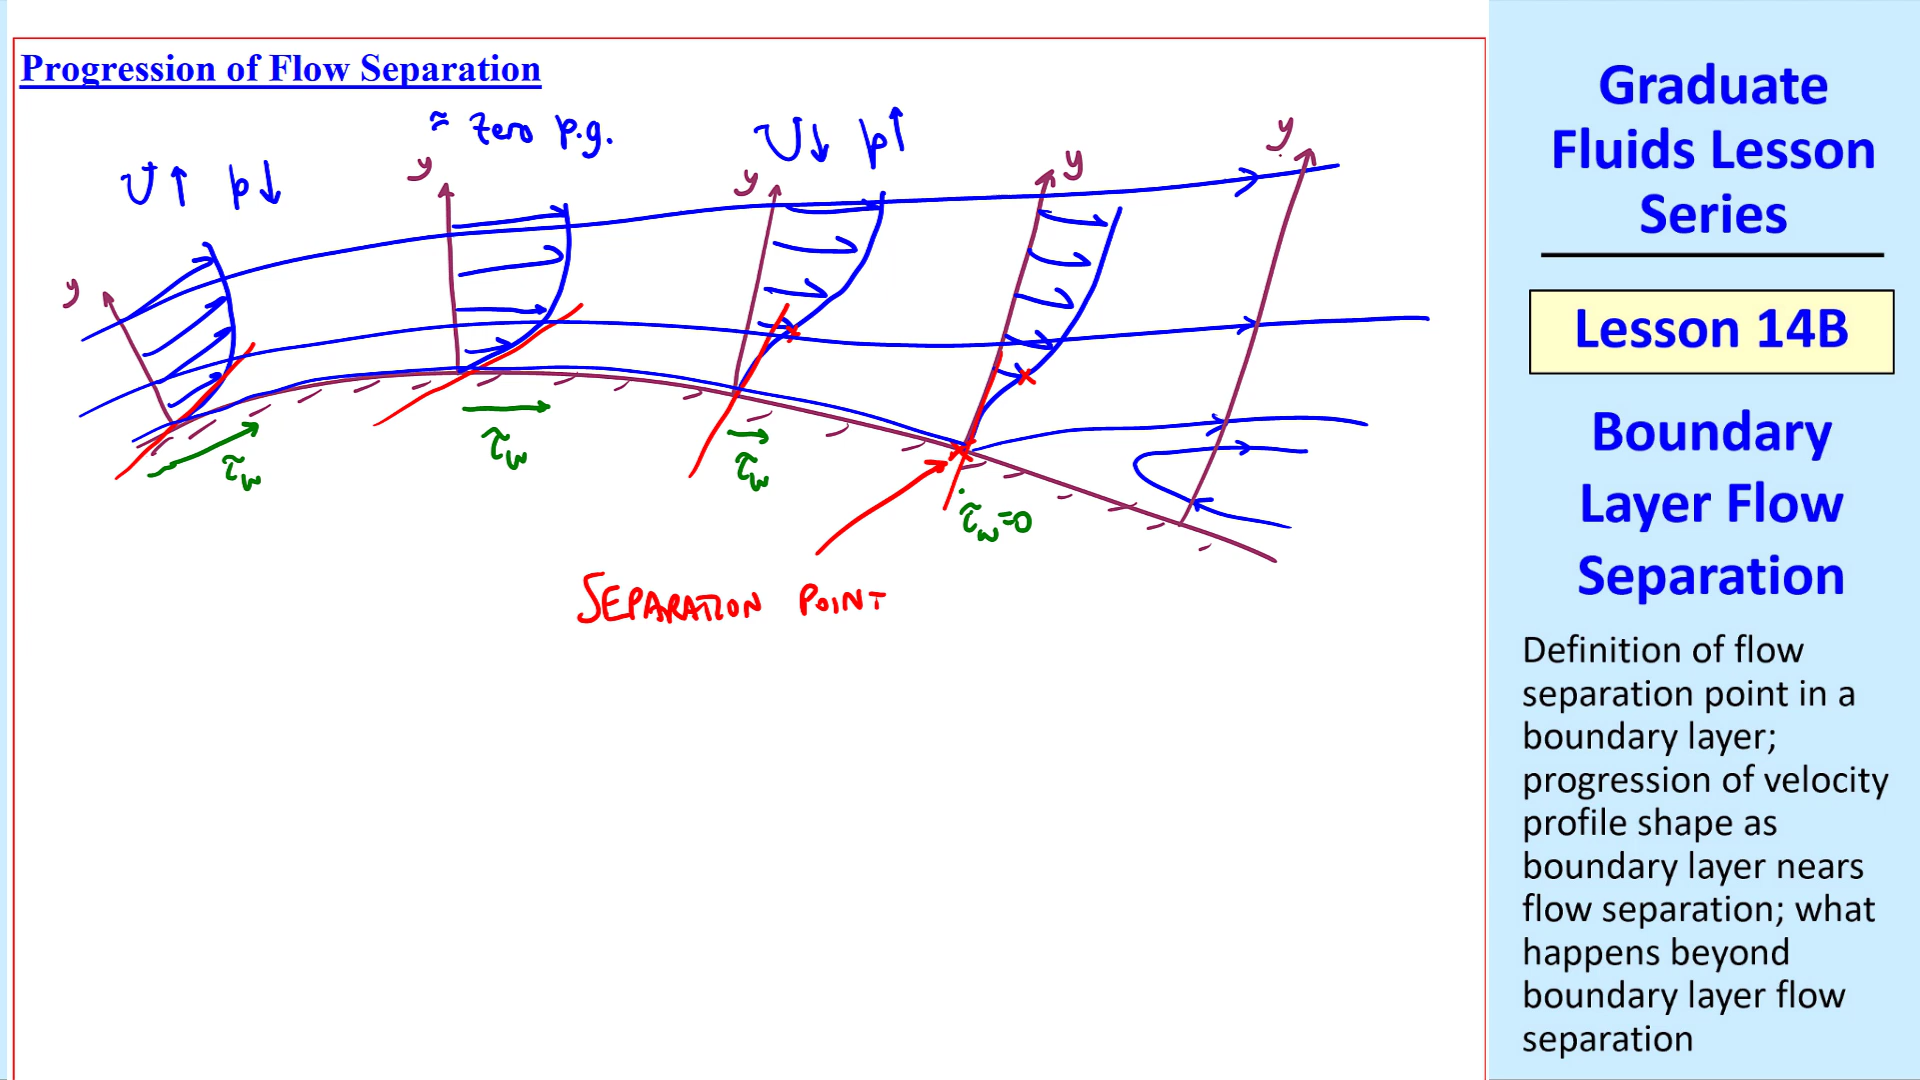 Progression of Flow Separation
≈ zero p.g.
U↓ p↑
U↑ p↓
y
y
y
y
y
τw
τw
τw
τw=0
SEPARATION POINT
Graduate
Fluids Lesson
Series
Lesson 14B
Boundary
Layer Flow
Separation
Definition of flow
separation point in a
boundary layer;
progression of velocity
profile shape as
boundary layer nears
flow separation; what
happens beyond
boundary layer flow
separation